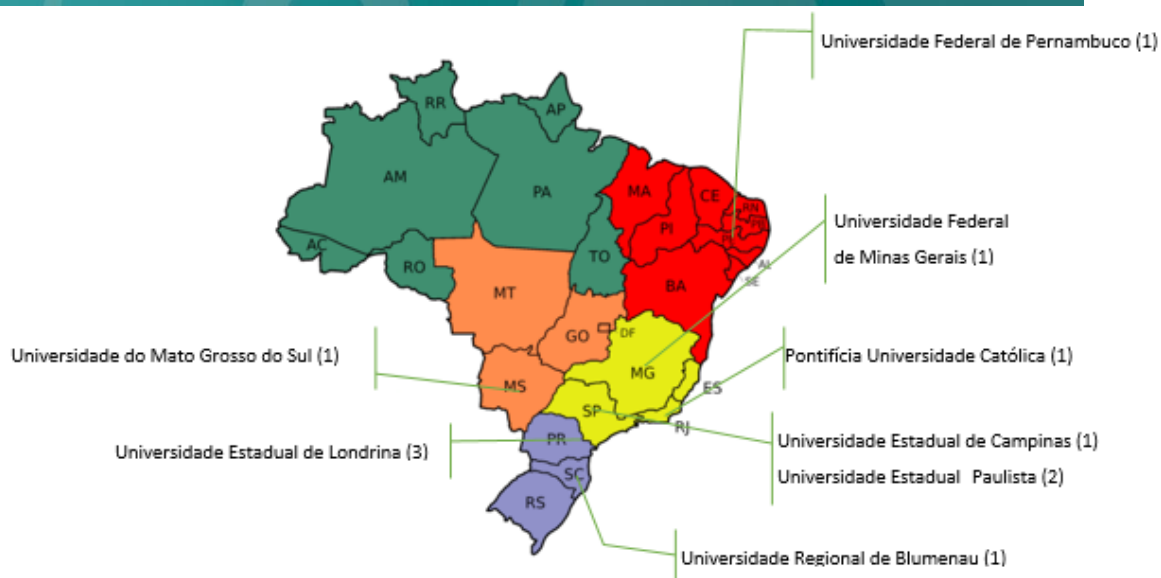 Universidade Federal de Pernambuco (1)
RR
AP
AM
PA
MA
CE
RN
PI
Universidade Federal
de Minas Gerais (1)
AC
RO
TO
AL
SE
BA
MT
GO
DF
Universidade do Mato Grosso do Sul (1)
Pontifícia Universidade Católica (1)
MS
MG
ES
SP
RJ
PR
Universidade Estadual de Londrina (3)
Universidade Estadual de Campinas (1)
Universidade Estadual Paulista (2)
SC
RS
Universidade Regional de Blumenau (1)